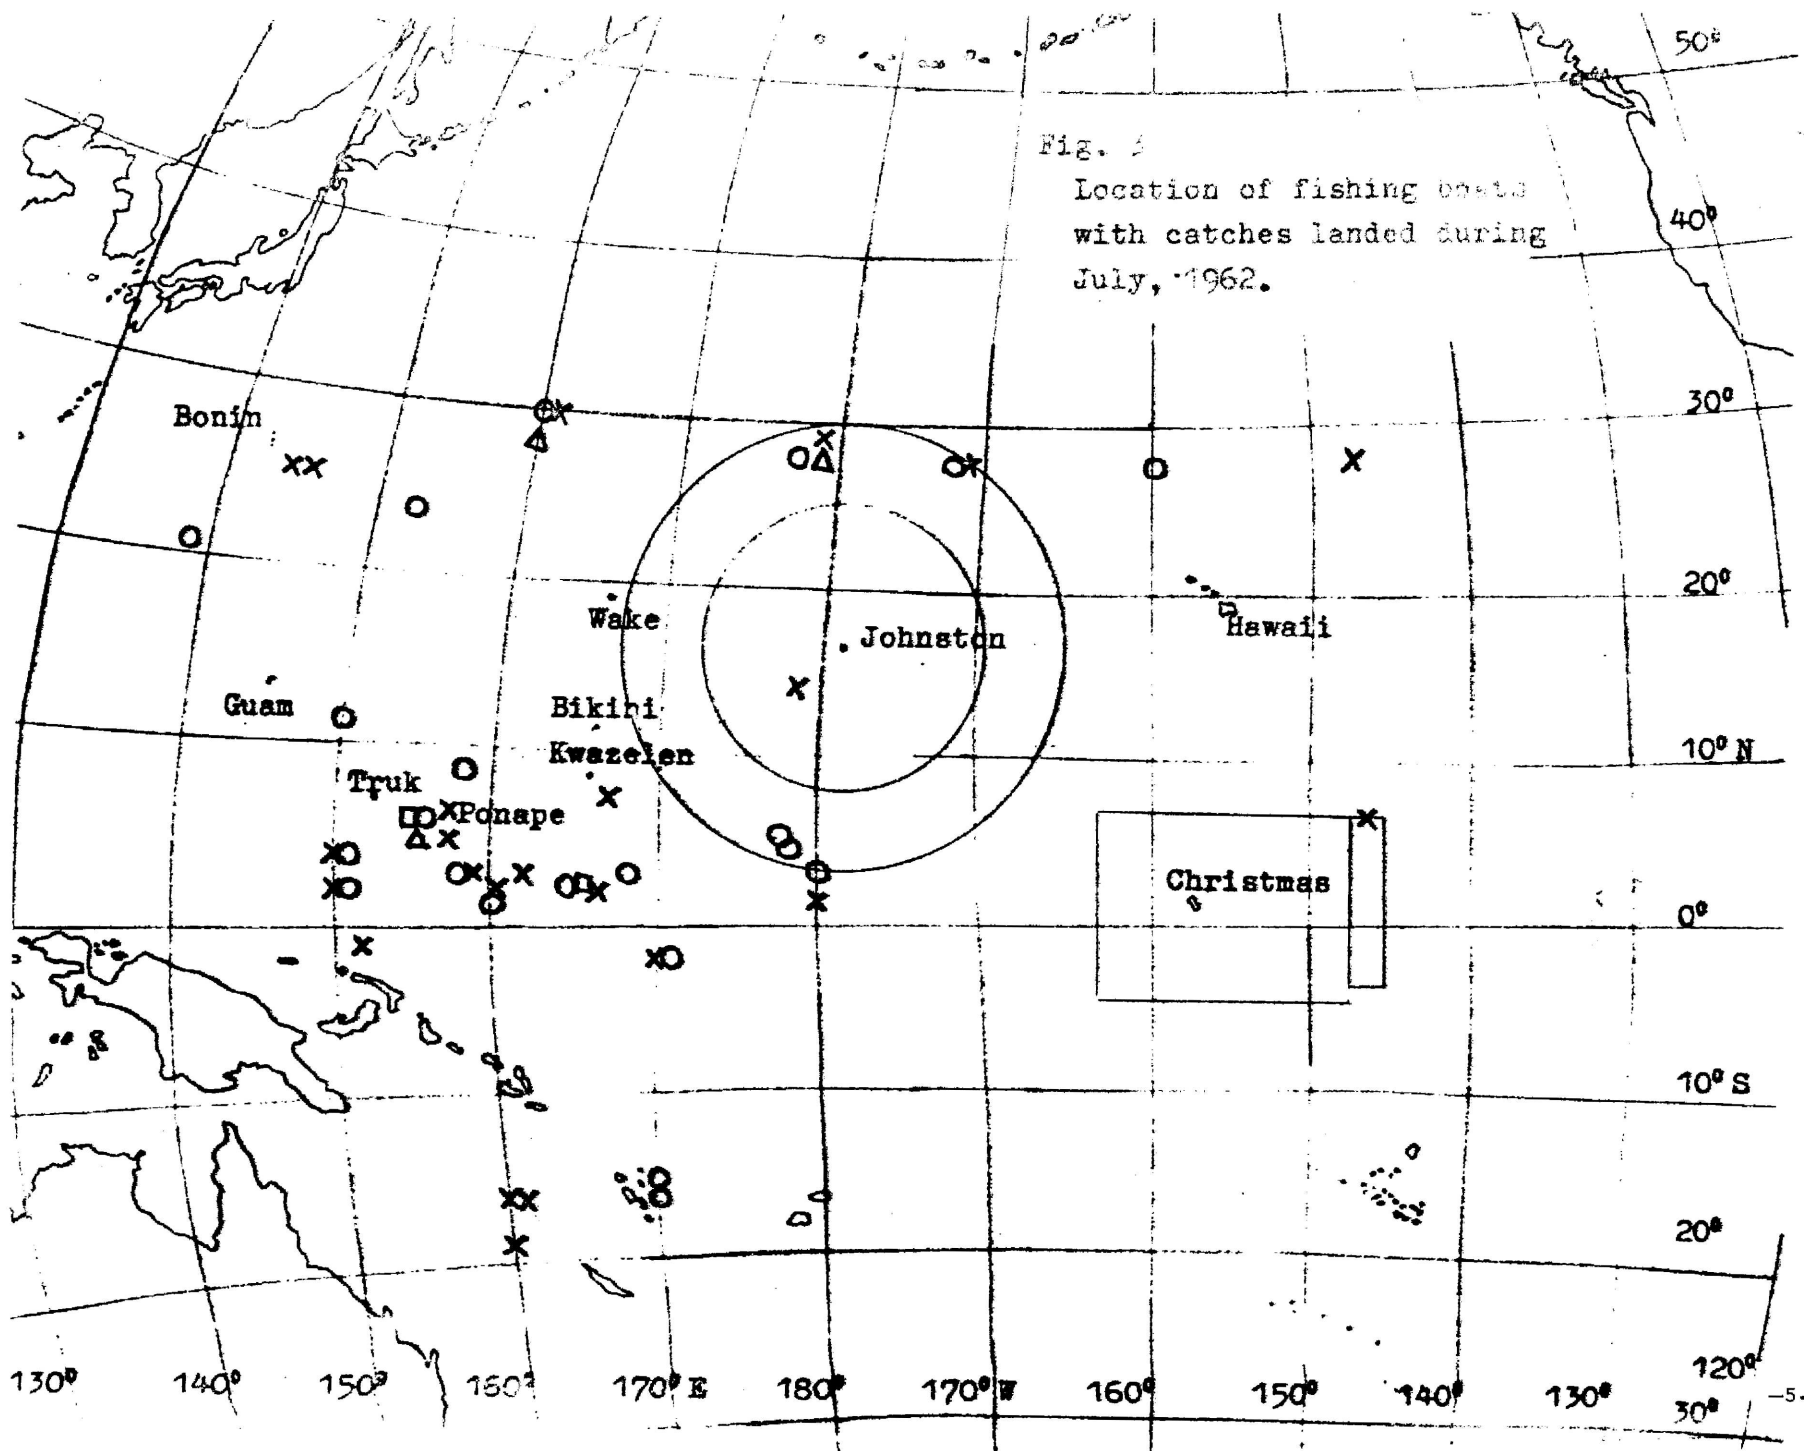 50°
Fig.
Location of fishing boats
with catches landed during
July, 1962.
40°
30°
Bonin
20°
Wake
Hawaii
Johnston
Guam
Bikini
10° N
Kwazelen
Truk
Ponape
Christmas
0°
10° S
20°
130° 140° 150° 160° 170° E 180° 170° W 160° 150° 140° 130° 120°
30°
-5-